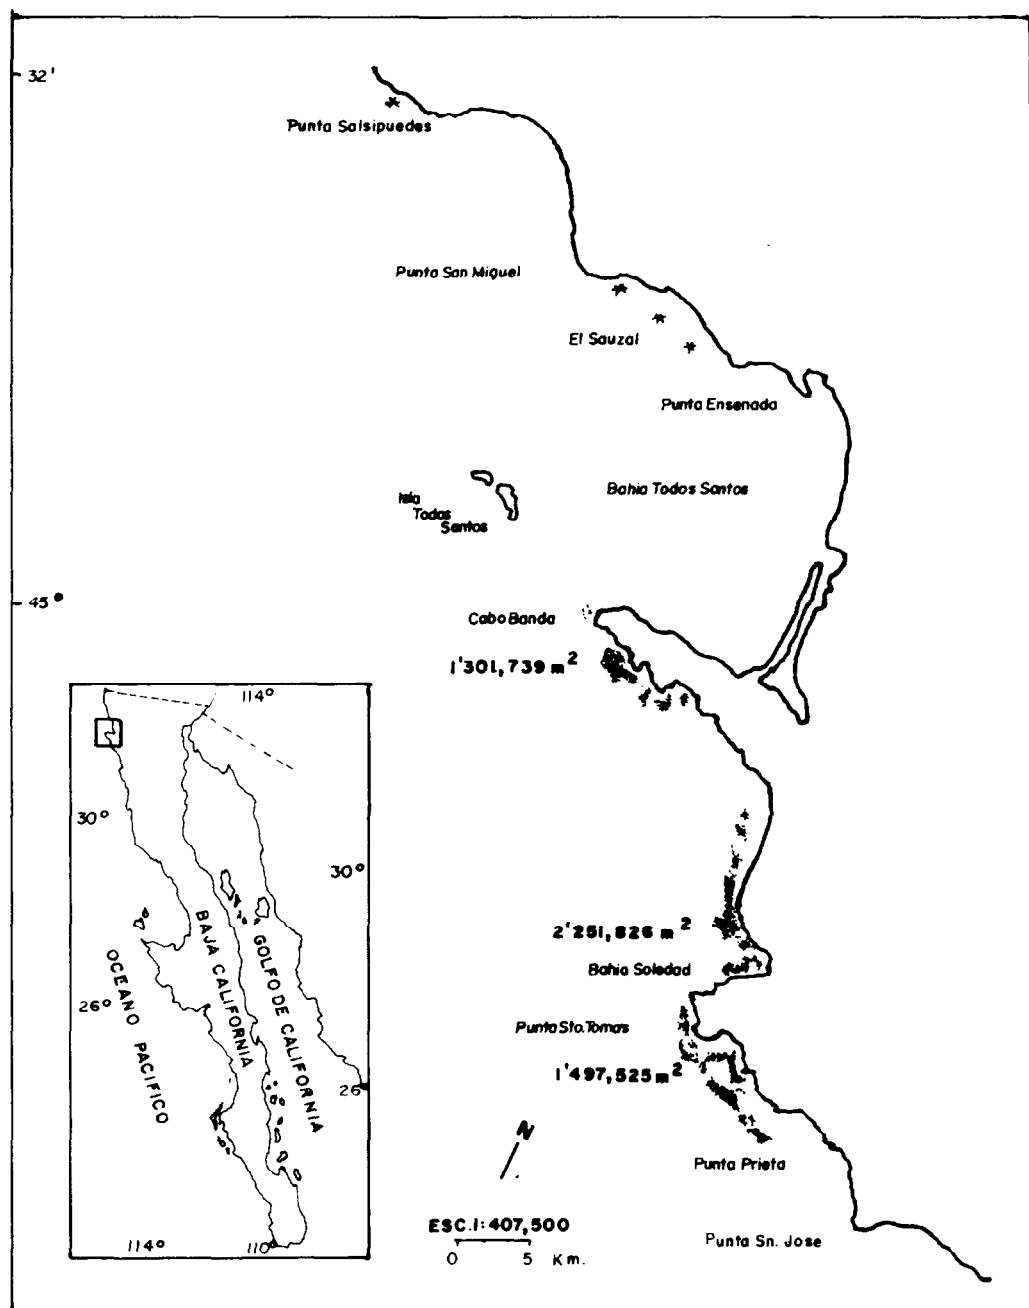 32'
Punta Salsipuedes
Punta San Miguel
El Sauzal
Punta Ensenada
Bahia Todos Santos
Isla
Todos
Santos
45°
Cabo Banda
1'301,739 m²
114°
30°
30°
2'251,826 m²
Bahia Soledad
BAJA CALIFORNIA
GOLFO DE CALIFORNIA
OCEANO PACIFICO
26°
Punta Sto. Tomas
1'497,525 m²
26°
N
Punta Prieta
ESC. 1:407,500
0 5 Km.
Punta Sn. Jose
114°
110°